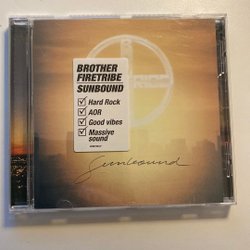 BROTHER
FIRETRIBE
SUNBOUND
Hard Rock
AOR
Good vibes
Massive
sound
Sunbound